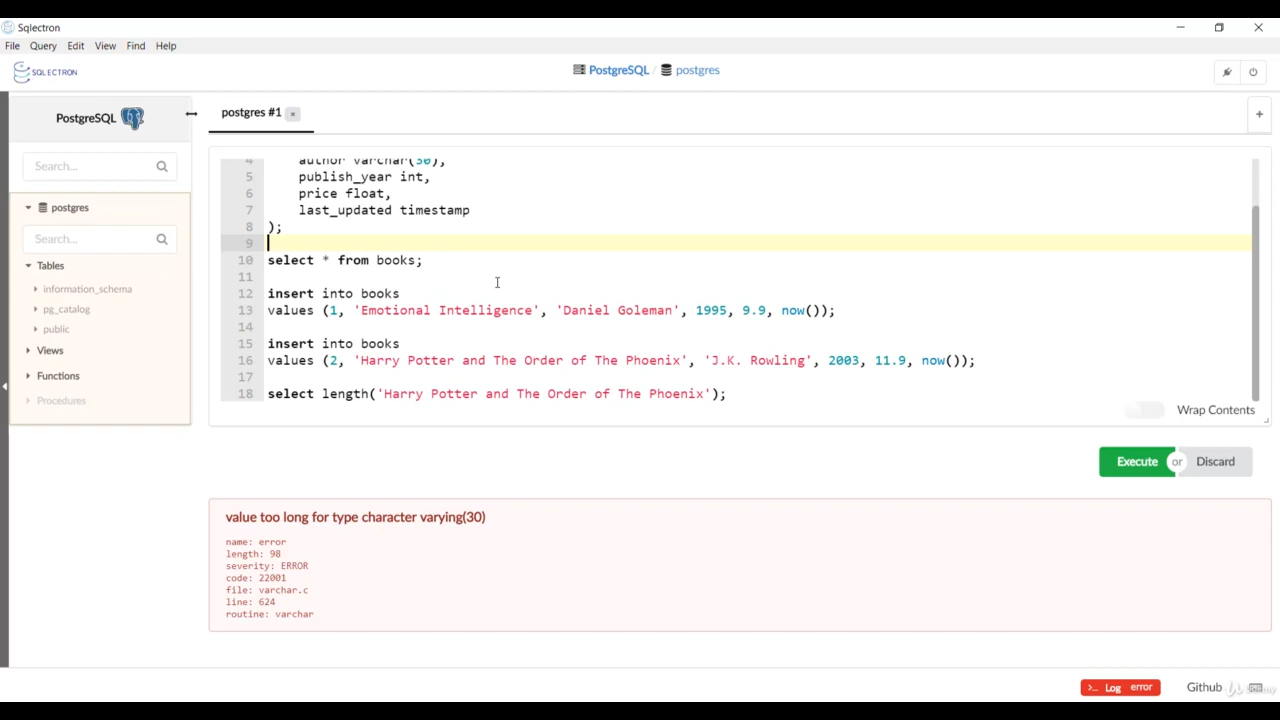 Sqlectron
File Query Edit View Find Help
SQLECTRON
PostgreSQL / postgres
PostgreSQL
postgres #1 ×
+
Search...
postgres
Search...
Tables
information_schema
pg_catalog
public
Views
Functions
Procedures
4 author varchar(30),
5 publish_year int,
6 price float,
7 last_updated timestamp
8 );
9
10 select * from books;
11
12 insert into books
13 values (1, 'Emotional Intelligence', 'Daniel Goleman', 1995, 9.9, now());
14
15 insert into books
16 values (2, 'Harry Potter and The Order of The Phoenix', 'J.K. Rowling', 2003, 11.9, now());
17
18 select length('Harry Potter and The Order of The Phoenix');
Wrap Contents
Execute or Discard
value too long for type character varying(30)
name: error
length: 98
severity: ERROR
code: 22001
file: varchar.c
line: 624
routine: varchar
>_ Log error
Github
Udemy